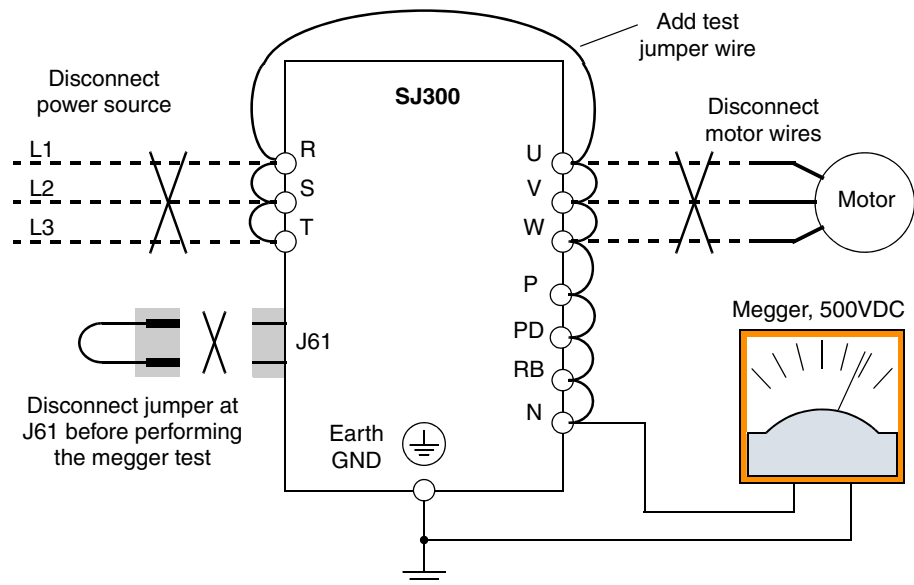 Add test
jumper wire
Disconnect
power source
SJ300
Disconnect
motor wires
L1
L2
L3
R
S
T
U
V
W
Motor
P
PD
RB
N
J61
Megger, 500VDC
Disconnect jumper at
J61 before performing
the megger test
Earth
GND